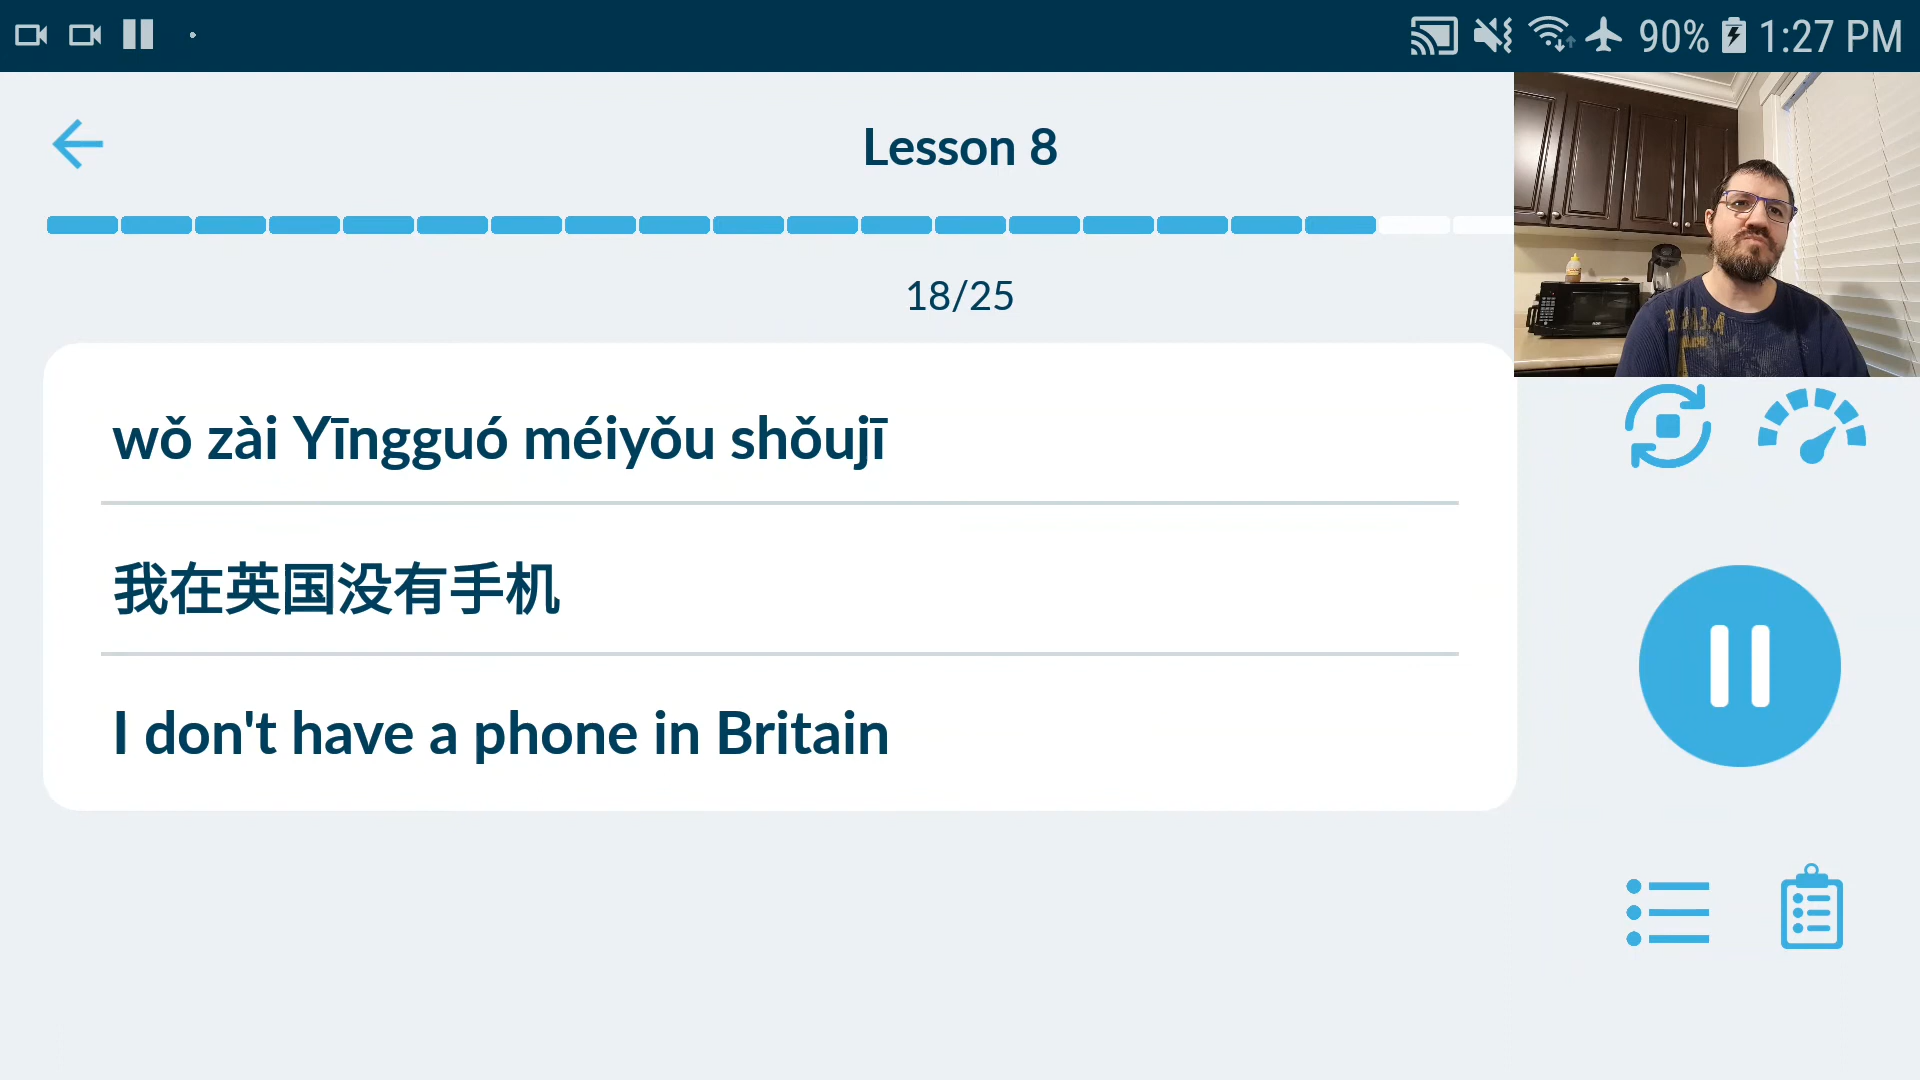 90% 1:27 PM
Lesson 8
18/25
wǒ zài Yīngguó méiyǒu shǒujī
我在英国没有手机
I don't have a phone in Britain